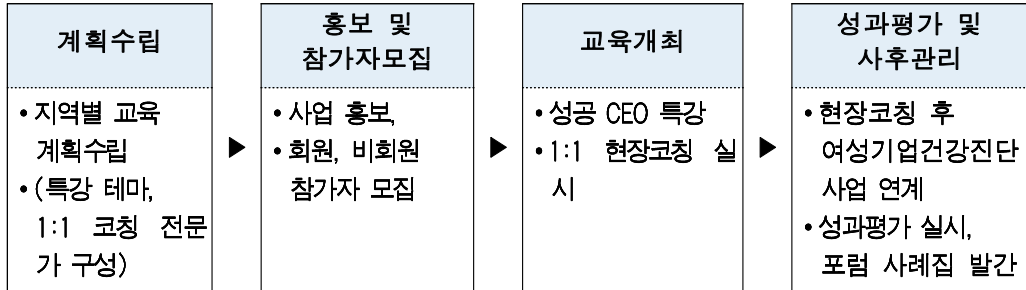 계획수립
• 지역별 교육
계획수립
• (특강 테마,
1:1 코칭 전문
가 구성)
▶
홍보 및
참가자모집
• 사업 홍보,
• 회원, 비회원
참가자 모집
▶
교육개최
• 성공 CEO 특강
• 1:1 현장코칭 실
시
▶
성과평가 및
사후관리
• 현장코칭 후
여성기업건강진단
사업 연계
• 성과평가 실시,
포럼 사례집 발간